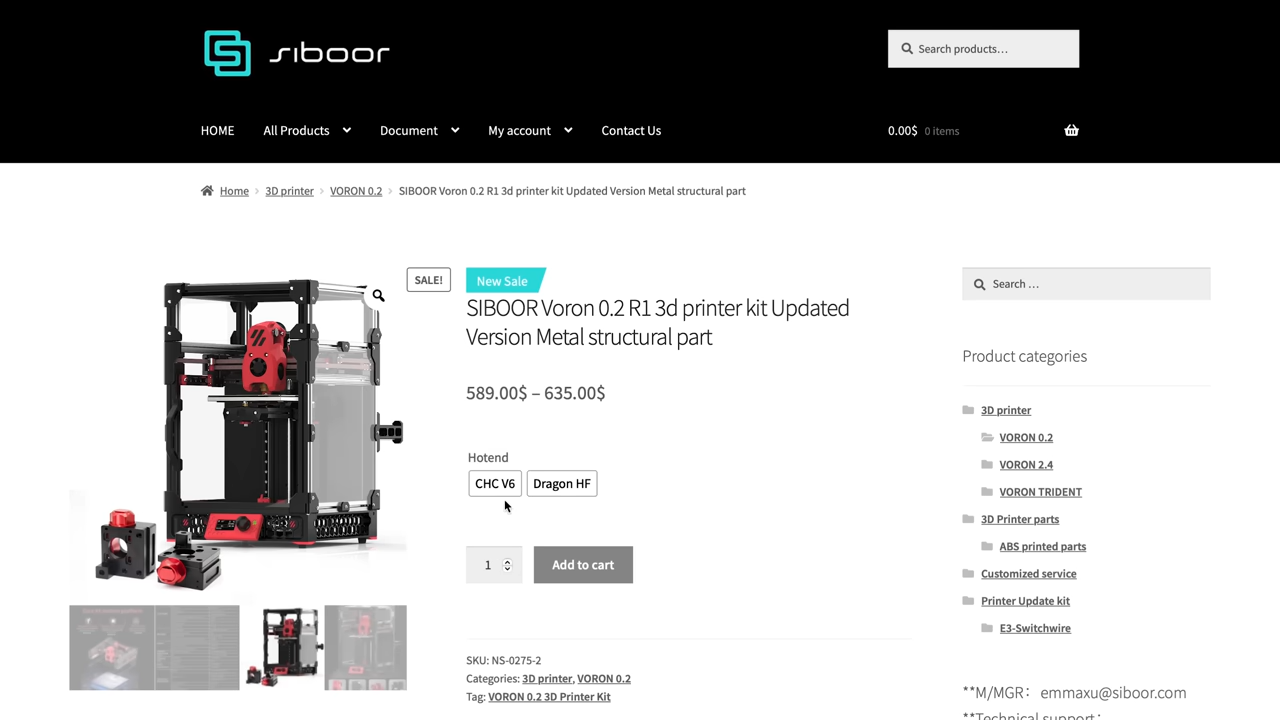 siboor
Search products…
HOME
All Products
Document
My account
Contact Us
0.00$ 0 items
Home
3D printer
VORON 0.2
SIBOOR Voron 0.2 R1 3d printer kit Updated Version Metal structural part
SALE!
New Sale
SIBOOR Voron 0.2 R1 3d printer kit Updated
Version Metal structural part
589.00$ – 635.00$
Hotend
CHC V6
Dragon HF
1
Add to cart
SKU: NS-0275-2
Categories: 3D printer, VORON 0.2
Tag: VORON 0.2 3D Printer Kit
Search …
Product categories
3D printer
VORON 0.2
VORON 2.4
VORON TRIDENT
3D Printer parts
ABS printed parts
Customized service
Printer Update kit
E3-Switchwire
**M/MGR： emmaxu@siboor.com
**Technical support：